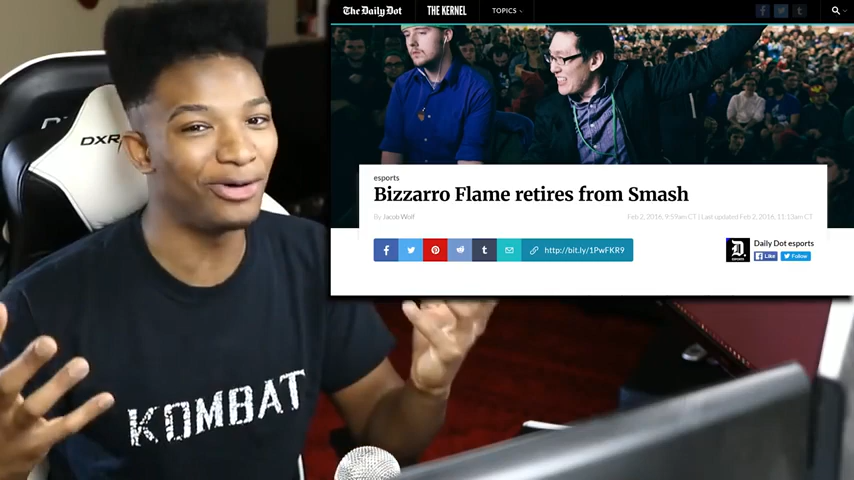 The Daily Dot
THE KERNEL
TOPICS
esports
Bizzarro Flame retires from Smash
By Jacob Wolf
Feb 2, 2016, 9:59am CT | Last updated Feb 2, 2016, 11:13am CT
http://bit.ly/1PwFKR9
D.
ESPORTS
Daily Dot esports
Like
Follow
DXR
KOMBAT